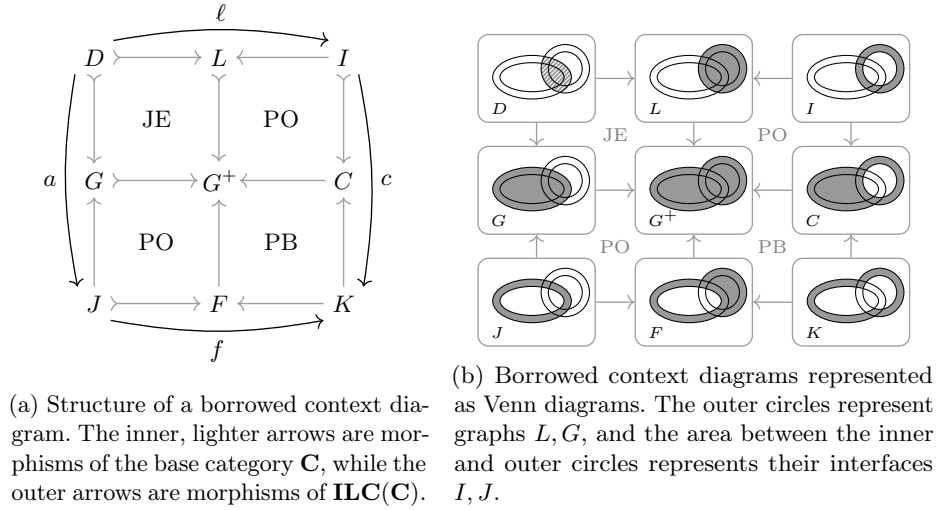 ℓ
D L I
JE PO
a G G⁺ C c
PO PB
J F K
f
(a) Structure of a borrowed context dia-
gram. The inner, lighter arrows are mor-
phisms of the base category C, while the
outer arrows are morphisms of ILC(C).
D L I
JE PO
G G⁺ C
PO PB
J F K
(b) Borrowed context diagrams represented
as Venn diagrams. The outer circles represent
graphs L, G, and the area between the inner
and outer circles represents their interfaces
I, J.